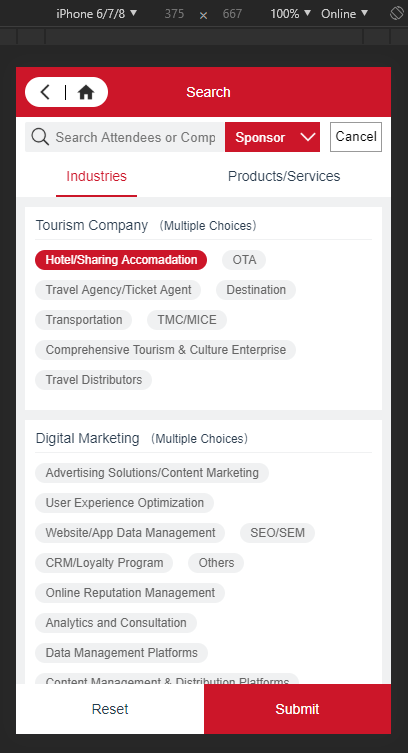 iPhone 6/7/8 ▼ 375 × 667 100% ▼ Online ▼
Search
Search Attendees or Comp Sponsor Cancel
Industries Products/Services
Tourism Company (Multiple Choices)
Hotel/Sharing Accomadation OTA
Travel Agency/Ticket Agent Destination
Transportation TMC/MICE
Comprehensive Tourism & Culture Enterprise
Travel Distributors
Digital Marketing (Multiple Choices)
Advertising Solutions/Content Marketing
User Experience Optimization
Website/App Data Management SEO/SEM
CRM/Loyalty Program Others
Online Reputation Management
Analytics and Consultation
Data Management Platforms
Content Management & Distribution Platforms
Reset Submit